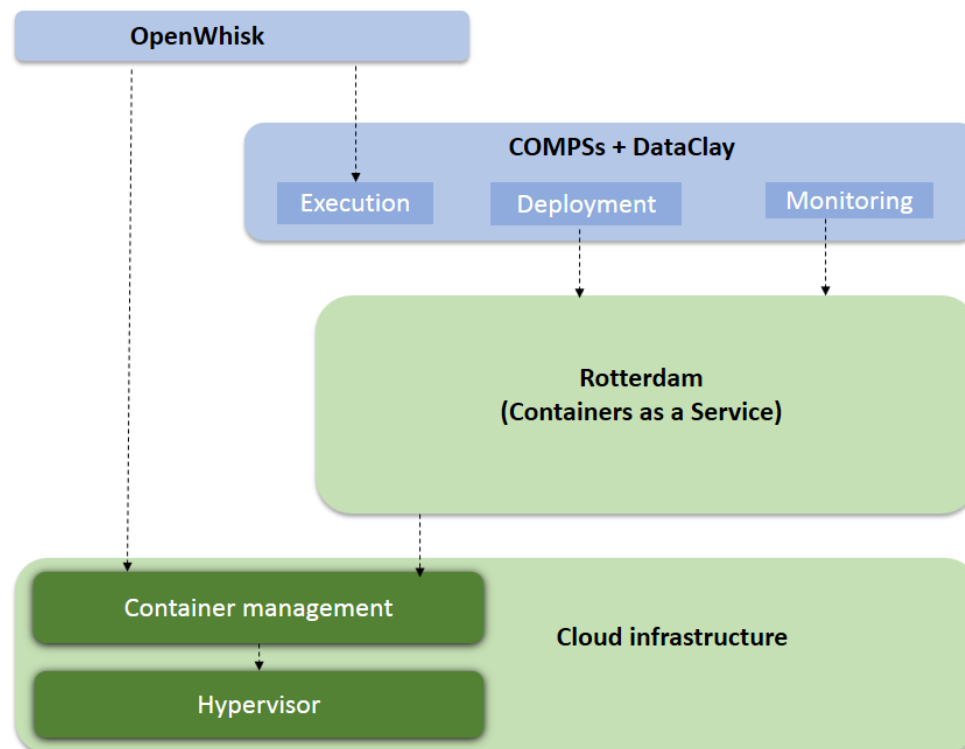 OpenWhisk
COMPSs + DataClay
Execution
Deployment
Monitoring
Rotterdam
(Containers as a Service)
Container management
Cloud infrastructure
Hypervisor